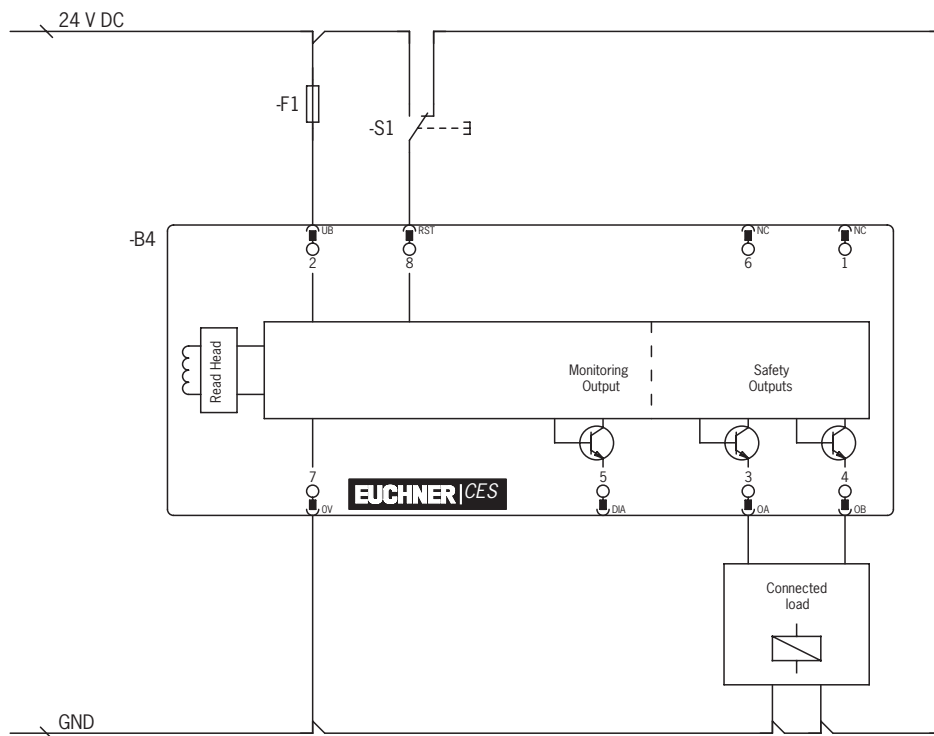 24 V DC
-F1
-S1
-B4
UB
RST
NC
NC
2
8
6
1
Read Head
Monitoring
Output
Safety
Outputs
7
5
3
4
EUCHNER|CES
0V
DIA
OA
OB
Connected
load
GND